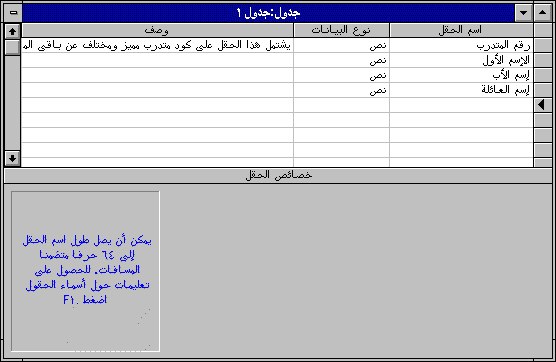 جدول:جدول ١
اسم الحقل نوع البيانات وصف
رقم المتدرب نص يشتمل هذا الحقل على كود متدرب مميز ومختلف عن باقى الم
الإسم الأول نص
إسم الأب نص
إسم العائلة نص
خصائص الحقل
يمكن أن يصل طول اسم الحقل
إلى ٦٤ حرفا متضمنا
المسافات. للحصول على
تعليمات حول أسماء الحقول
اضغط F١.